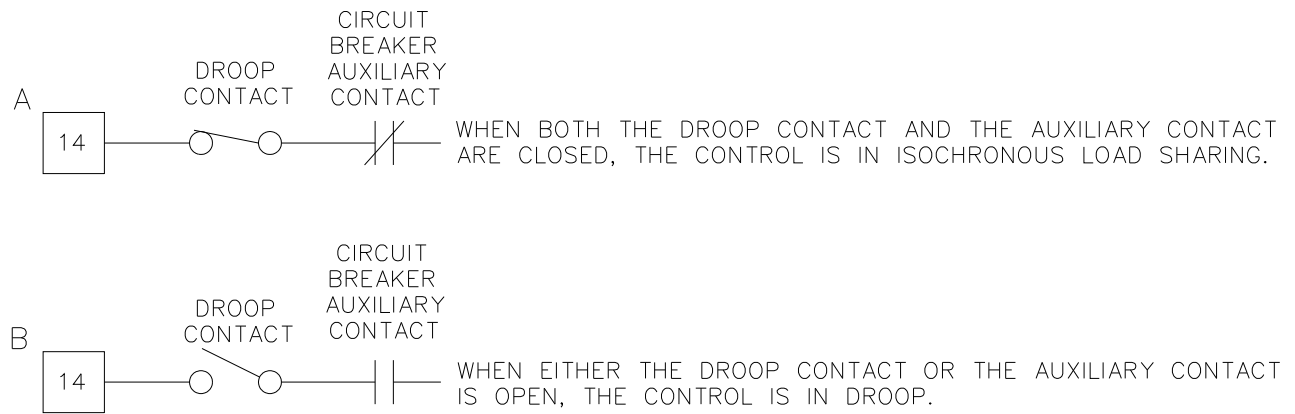 CIRCUIT
BREAKER
AUXILIARY
CONTACT
DROOP
CONTACT
A
14
WHEN BOTH THE DROOP CONTACT AND THE AUXILIARY CONTACT
ARE CLOSED, THE CONTROL IS IN ISOCHRONOUS LOAD SHARING.
CIRCUIT
BREAKER
AUXILIARY
CONTACT
DROOP
CONTACT
B
14
WHEN EITHER THE DROOP CONTACT OR THE AUXILIARY CONTACT
IS OPEN, THE CONTROL IS IN DROOP.